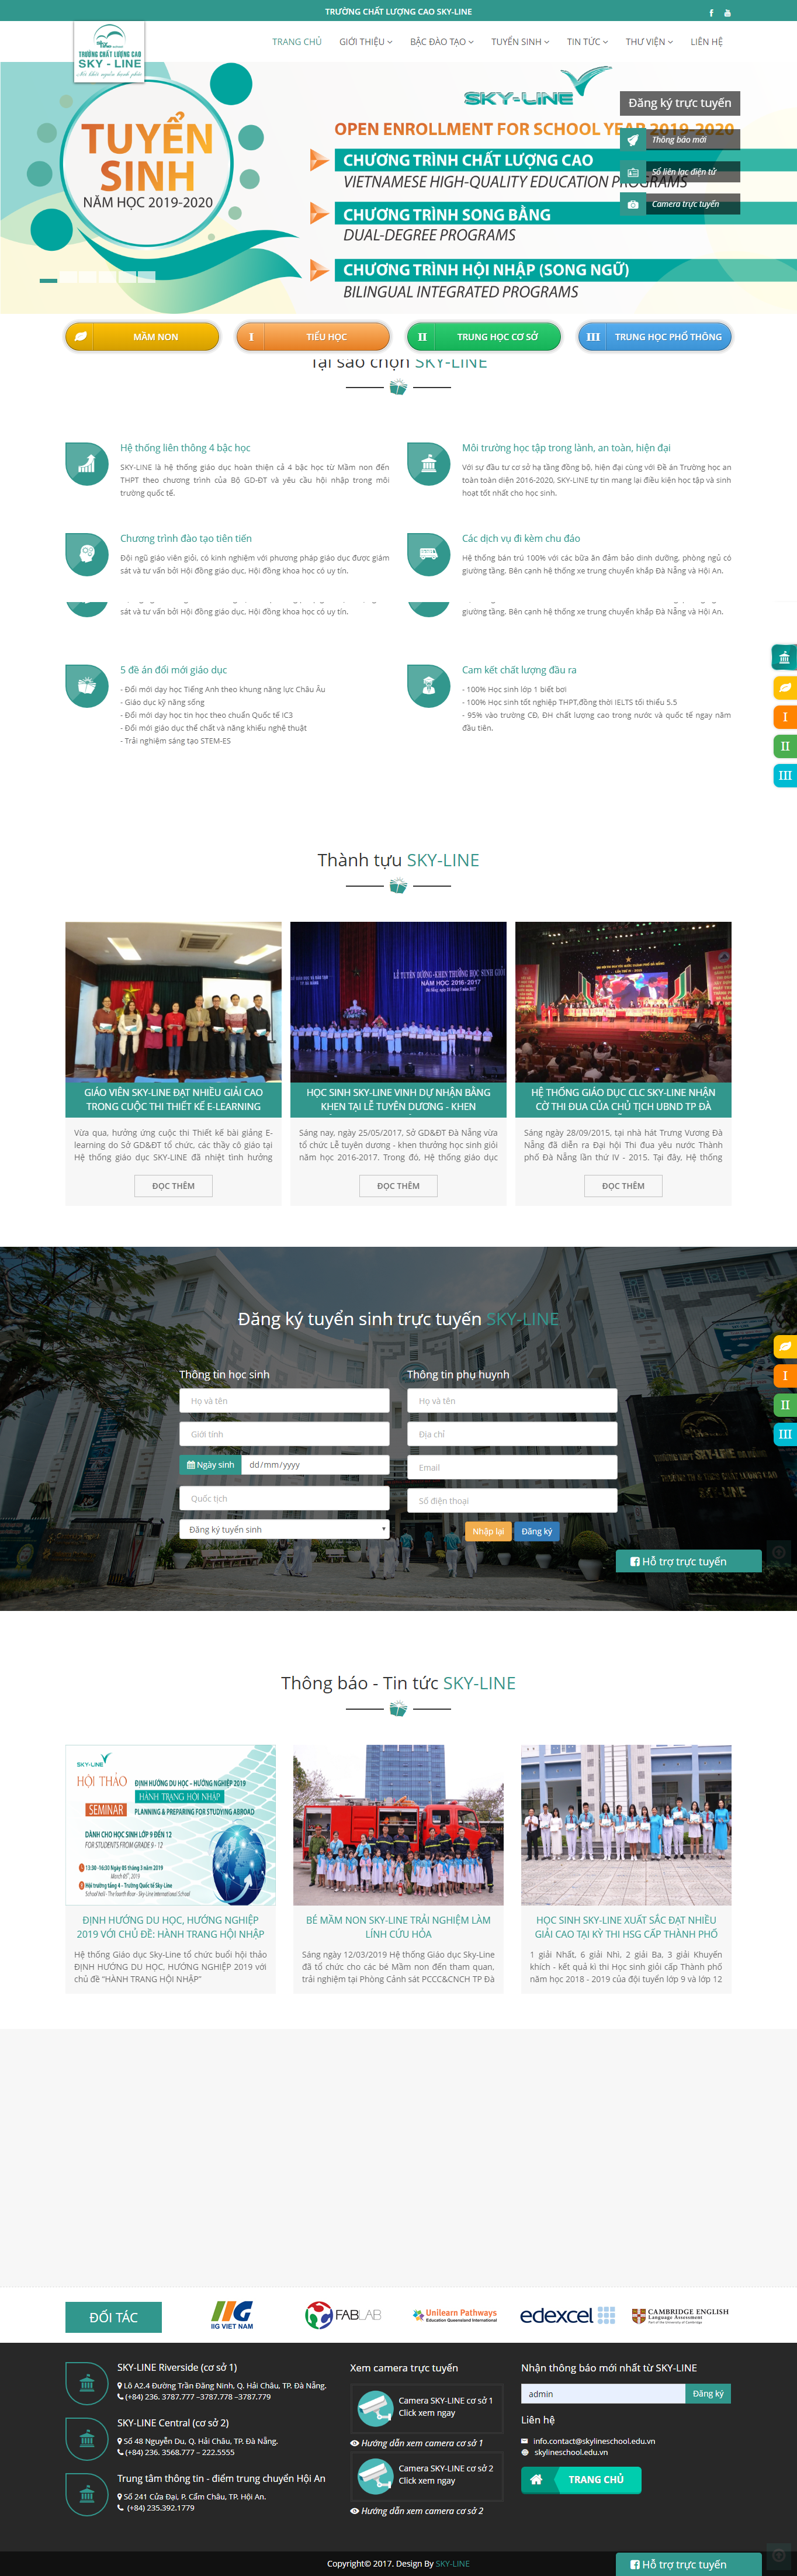 TRƯỜNG CHẤT LƯỢNG CAO SKY-LINE
TRƯỜNG CHẤT LƯỢNG CAO
SKY - LINE
TRANG CHỦ
GIỚI THIỆU
BẬC ĐÀO TẠO
TUYỂN SINH
TIN TỨC
THƯ VIỆN
LIÊN HỆ
TUYỂN
SINH
NĂM HỌC 2019-2020
SKY-LINE
OPEN ENROLLMENT FOR SCHOOL YEAR 2019-2020
CHƯƠNG TRÌNH CHẤT LƯỢNG CAO
VIETNAMESE HIGH-QUALITY EDUCATION PROGRAMS
CHƯƠNG TRÌNH SONG BẰNG
DUAL-DEGREE PROGRAMS
CHƯƠNG TRÌNH HỘI NHẬP (SONG NGỮ)
BILINGUAL INTEGRATED PROGRAMS
Đăng ký trực tuyến
Thông báo mới
Sổ liên lạc điện tử
Camera trực tuyến
MẦM NON
I TIỂU HỌC
II TRUNG HỌC CƠ SỞ
III TRUNG HỌC PHỔ THÔNG
Tại sao chọn SKY-LINE
Hệ thống liên thông 4 bậc học
SKY-LINE là hệ thống giáo dục hoàn thiện cả 4 bậc từ Mầm non đến
THPT theo chương trình của Bộ GD-ĐT và yêu cầu hội nhập trong môi
trường quốc tế.
Môi trường học tập trong lành, an toàn, hiện đại
Với sự đầu tư cơ sở hạ tầng đồng bộ, hiện đại cùng với Đề án Trường học an
toàn toàn diện 2016-2020, SKY-LINE tự tin mang lại điều kiện học tập và sinh
hoạt tốt nhất cho học sinh.
Chương trình đào tạo tiên tiến
Đội ngũ giáo viên giỏi, có kinh nghiệm với phương pháp giáo dục được giám
sát và tư vấn bởi Hội đồng giáo dục, Hội đồng khoa học có uy tín.
Các dịch vụ đi kèm chu đáo
Hệ thống bán trú 100% với các bữa ăn đảm bảo dinh dưỡng, phòng ngủ có
giường tầng. Bên cạnh hệ thống xe trung chuyển khắp Đà Nẵng và Hội An.
sát và tư vấn bởi Hội đồng giáo dục, Hội đồng khoa học có uy tín.
giường tầng. Bên cạnh hệ thống xe trung chuyển khắp Đà Nẵng và Hội An.
5 đề án đổi mới giáo dục
- Đổi mới dạy học Tiếng Anh theo khung năng lực Châu Âu
- Giáo dục kỹ năng sống
- Đổi mới dạy học tin học theo chuẩn Quốc tế IC3
- Đổi mới giáo dục thể chất và năng khiếu nghệ thuật
- Trải nghiệm sáng tạo STEM-ES
Cam kết chất lượng đầu ra
- 100% Học sinh lớp 1 biết bơi
- 100% Học sinh tốt nghiệp THPT,đồng thời IELTS tối thiểu 5.5
- 95% vào trường CĐ, ĐH chất lượng cao trong nước và quốc tế ngay năm
đầu tiên.
I
II
III
Thành tựu SKY-LINE
LỄ TUYÊN DƯƠNG-KHEN THƯỞNG HỌC SINH GIỎI
NĂM HỌC 2016-2017
GIÁO VIÊN SKY-LINE ĐẠT NHIỀU GIẢI CAO
TRONG CUỘC THI THIẾT KẾ E-LEARNING
Vừa qua, hưởng ứng cuộc thi Thiết kế bài giảng E-
learning do Sở GD&ĐT tổ chức, các thầy cô giáo tại
Hệ thống giáo dục SKY-LINE đã nhiệt tình hưởng
ĐỌC THÊM
HỌC SINH SKY-LINE VINH DỰ NHẬN BẰNG
KHEN TẠI LỄ TUYÊN DƯƠNG - KHEN
Sáng nay, ngày 25/05/2017, Sở GD&ĐT Đà Nẵng vừa
tổ chức Lễ tuyên dương - khen thưởng học sinh giỏi
năm học 2016-2017. Trong đó, Hệ thống giáo dục
ĐỌC THÊM
HỆ THỐNG GIÁO DỤC CLC SKY-LINE NHẬN
CỜ THI ĐUA CỦA CHỦ TỊCH UBND TP ĐÀ
Sáng ngày 28/09/2015, tại nhà hát Trưng Vương Đà
Nẵng đã diễn ra Đại hội Thi đua yêu nước Thành
phố Đà Nẵng lần thứ IV - 2015. Tại đây, Hệ thống
ĐỌC THÊM
Đăng ký tuyển sinh trực tuyến SKY-LINE
Thông tin học sinh
Họ và tên
Giới tính
Ngày sinh dd/mm/yyyy
Quốc tịch
Đăng ký tuyển sinh
Thông tin phụ huynh
Họ và tên
Địa chỉ
Email
Số điện thoại
Nhập lại
Đăng ký
I
II
III
SKY-LINE
Hỗ trợ trực tuyến
Thông báo - Tin tức SKY-LINE
SKY-LINE
HỘI THẢO
SEMINAR
ĐỊNH HƯỚNG DU HỌC - HƯỚNG NGHIỆP 2019
HÀNH TRANG HỘI NHẬP
PLANNING & PREPARING FOR STUDYING ABROAD
DÀNH CHO HỌC SINH LỚP 9 ĐẾN 12
FOR STUDENTS FROM GRADE 9 - 12
13:30 -16:30 Ngày 05 tháng 3 năm 2019
March 05th, 2019
Hội trường tầng 4 - Trường Quốc tế Sky-Line
School hall - The fourth floor - Sky-Line International School
ĐỊNH HƯỚNG DU HỌC, HƯỚNG NGHIỆP
2019 VỚI CHỦ ĐỀ: HÀNH TRANG HỘI NHẬP
Hệ thống Giáo dục Sky-Line tổ chức buổi hội thảo
ĐỊNH HƯỚNG DU HỌC, HƯỚNG NGHIỆP 2019 với
chủ đề “HÀNH TRANG HỘI NHẬP”
BÉ MẦM NON SKY-LINE TRẢI NGHIỆM LÀM
LÍNH CỨU HỎA
Sáng ngày 12/03/2019 Hệ thống Giáo dục Sky-Line
đã tổ chức cho các bé Mầm non đến tham quan,
trải nghiệm tại Phòng Cảnh sát PCCC&CNCH TP Đà
HỌC SINH SKY-LINE XUẤT SẮC ĐẠT NHIỀU
GIẢI CAO TẠI KỲ THI HSG CẤP THÀNH PHỐ
1 giải Nhất, 6 giải Nhì, 2 giải Ba, 3 giải Khuyến
khích - kết quả kì thi Học sinh giỏi cấp Thành phố
năm học 2018 - 2019 của đội tuyển lớp 9 và lớp 12
ĐỐI TÁC
IIG VIET NAM
FABLAB
Unilearn Pathways
Education Queensland International
edexcel
CAMBRIDGE ENGLISH
Language Assessment
Part of the University of Cambridge
SKY-LINE Riverside (cơ sở 1)
Lô A2.4 Đường Trần Đăng Ninh, Q. Hải Châu, TP. Đà Nẵng.
(+84) 236. 3787.777 –3787.778 –3787.779
SKY-LINE Central (cơ sở 2)
Số 48 Nguyễn Du, Q. Hải Châu, TP. Đà Nẵng.
(+84) 236. 3568.777 – 222.5555
Trung tâm thông tin - điểm trung chuyển Hội An
Số 241 Cửa Đại, P. Cẩm Châu, TP. Hội An.
(+84) 235.392.1779
Xem camera trực tuyến
Camera SKY-LINE cơ sở 1
Click xem ngay
Hướng dẫn xem camera cơ sở 1
Camera SKY-LINE cơ sở 2
Click xem ngay
Hướng dẫn xem camera cơ sở 2
Nhận thông báo mới nhất từ SKY-LINE
admin
Đăng ký
Liên hệ
info.contact@skylineschool.edu.vn
skylineschool.edu.vn
TRANG CHỦ
Copyright© 2017. Design By SKY-LINE
Hỗ trợ trực tuyến